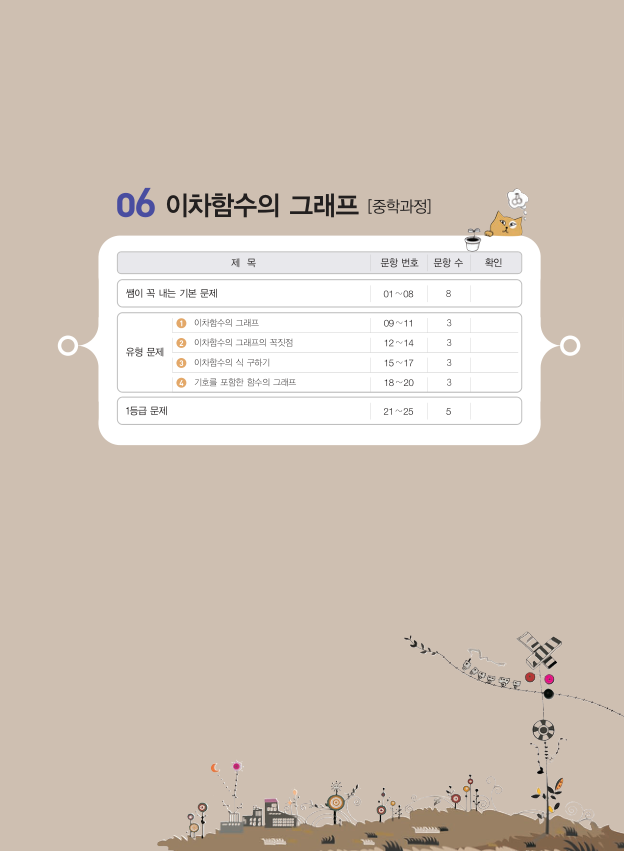 06 이차함수의 그래프 [중학과정]
제 목 문항 번호 문항 수 확인
쌤이 꼭 내는 기본 문제 01~08 8
유형 문제
1 이차함수의 그래프 09~11 3
2 이차함수의 그래프의 꼭짓점 12~14 3
3 이차함수의 식 구하기 15~17 3
4 기호를 포함한 함수의 그래프 18~20 3
1등급 문제 21~25 5